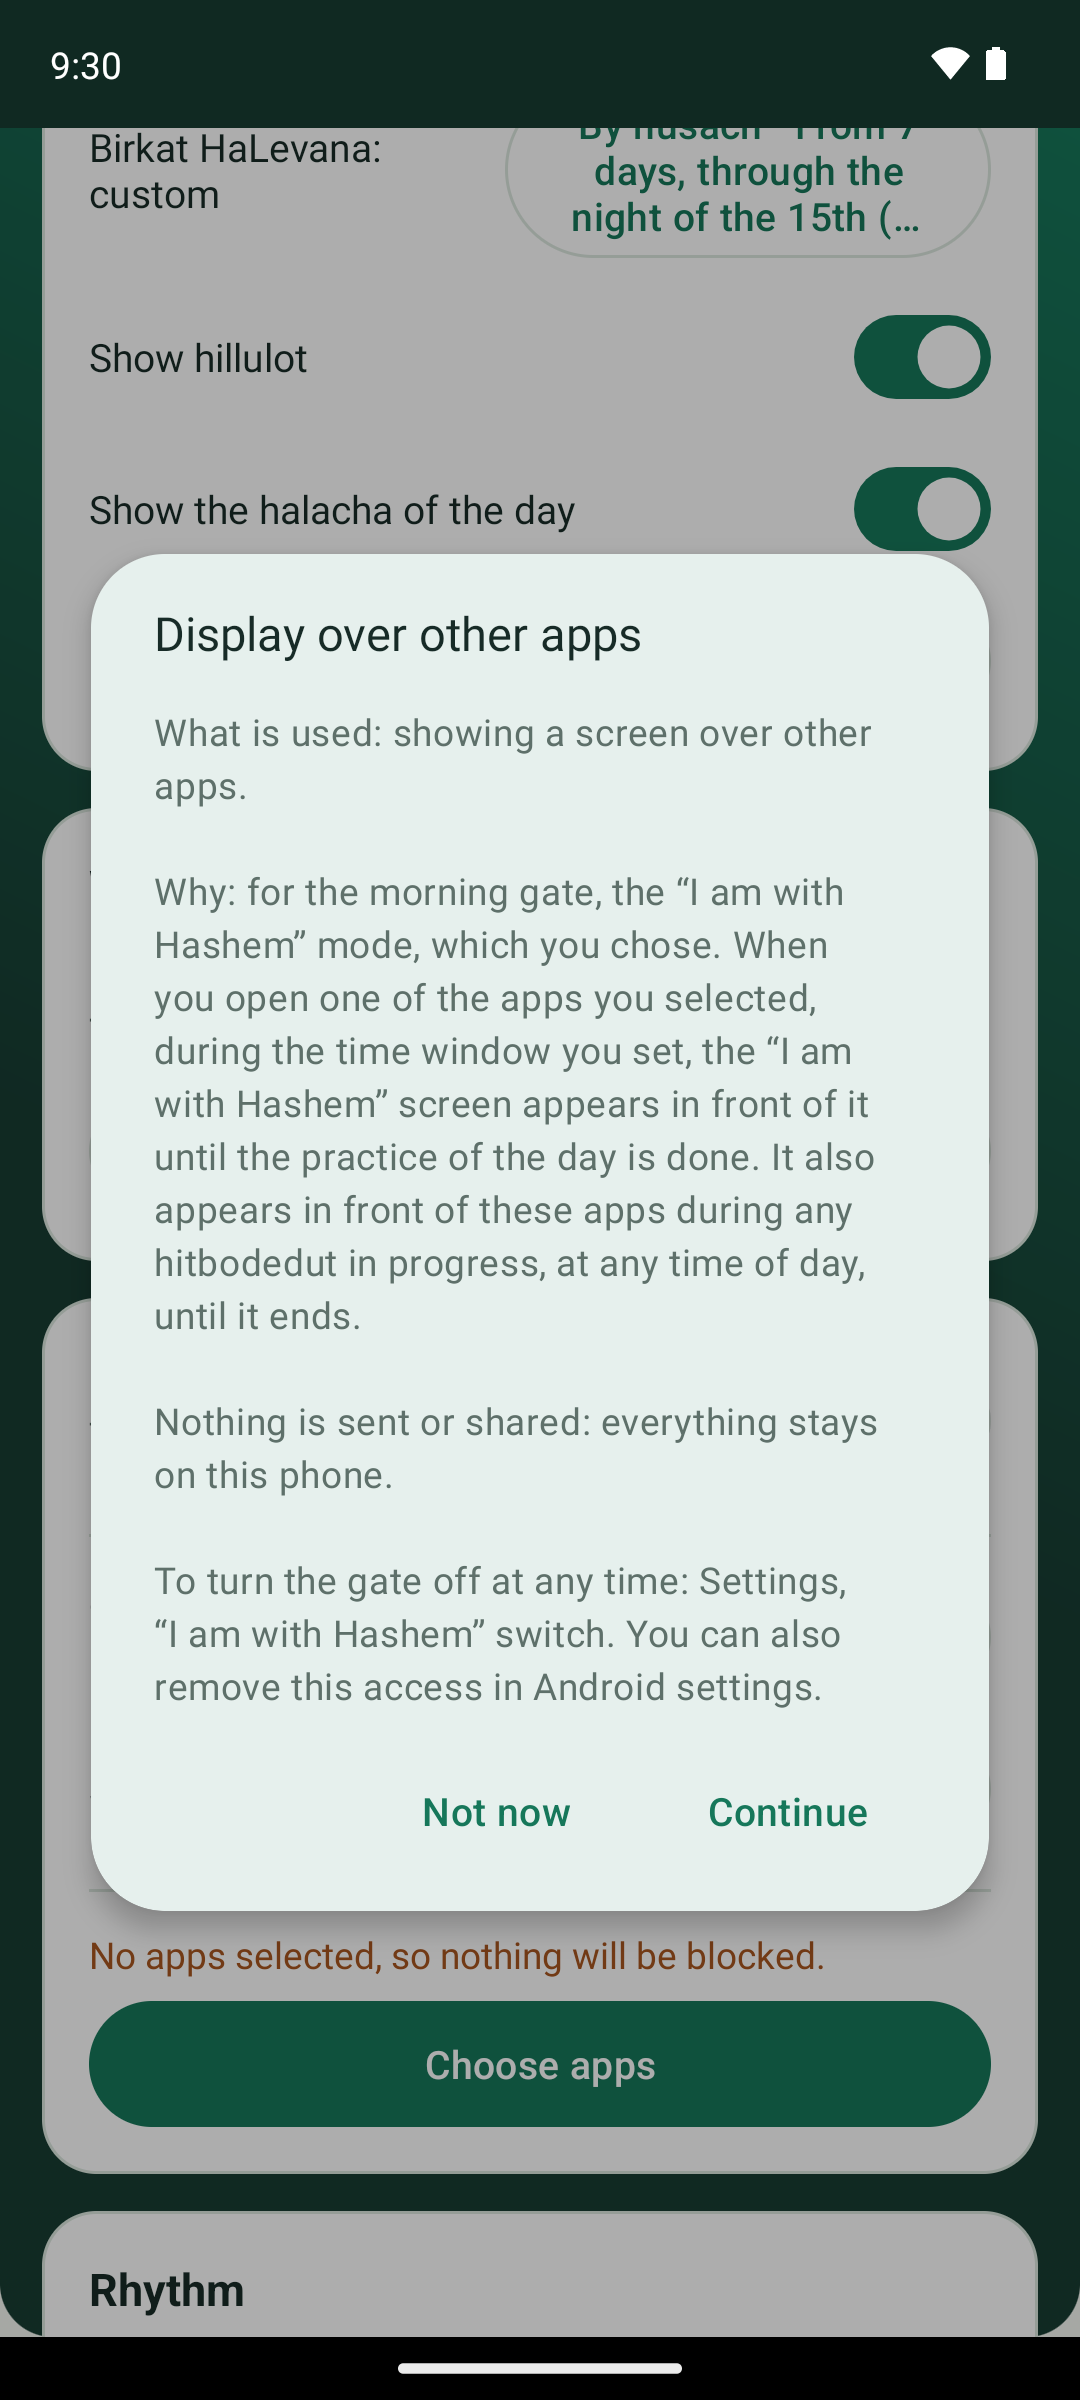 9:30
Birkat HaLevana:
custom
By nusach · From 7
days, through the
night of the 15th (…
Show hillulot
Show the halacha of the day
Display over other apps
What is used: showing a screen over other
apps.
Why: for the morning gate, the “I am with
Hashem” mode, which you chose. When
you open one of the apps you selected,
during the time window you set, the “I am
with Hashem” screen appears in front of it
until the practice of the day is done. It also
appears in front of these apps during any
hitbodedut in progress, at any time of day,
until it ends.
Nothing is sent or shared: everything stays
on this phone.
To turn the gate off at any time: Settings,
“I am with Hashem” switch. You can also
remove this access in Android settings.
Not now
Continue
No apps selected, so nothing will be blocked.
Choose apps
Rhythm